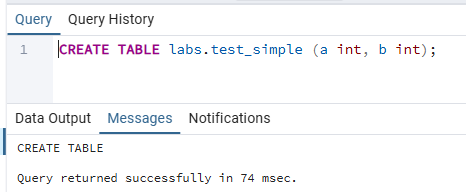 Query Query History
1 CREATE TABLE labs.test_simple (a int, b int);
Data Output Messages Notifications
CREATE TABLE
Query returned successfully in 74 msec.